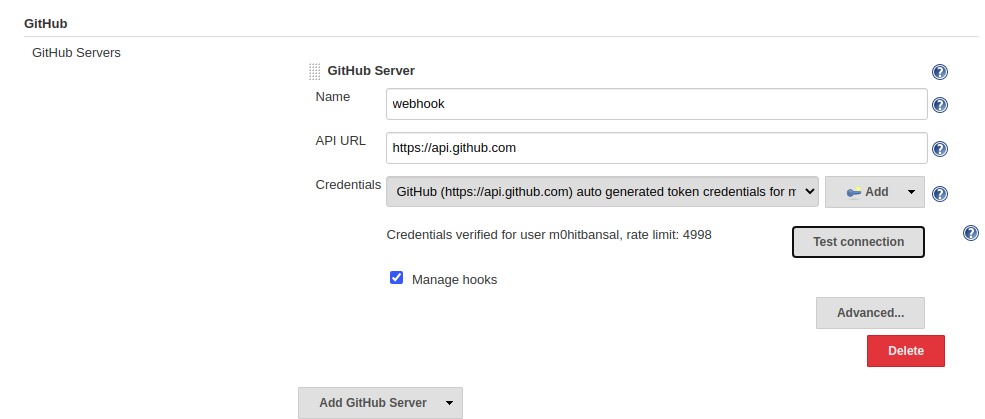 GitHub
GitHub Servers
GitHub Server
Name
webhook
API URL
https://api.github.com
Credentials
GitHub (https://api.github.com) auto generated token credentials for m
Add
Credentials verified for user m0hitbansal, rate limit: 4998
Test connection
Manage hooks
Advanced...
Delete
Add GitHub Server